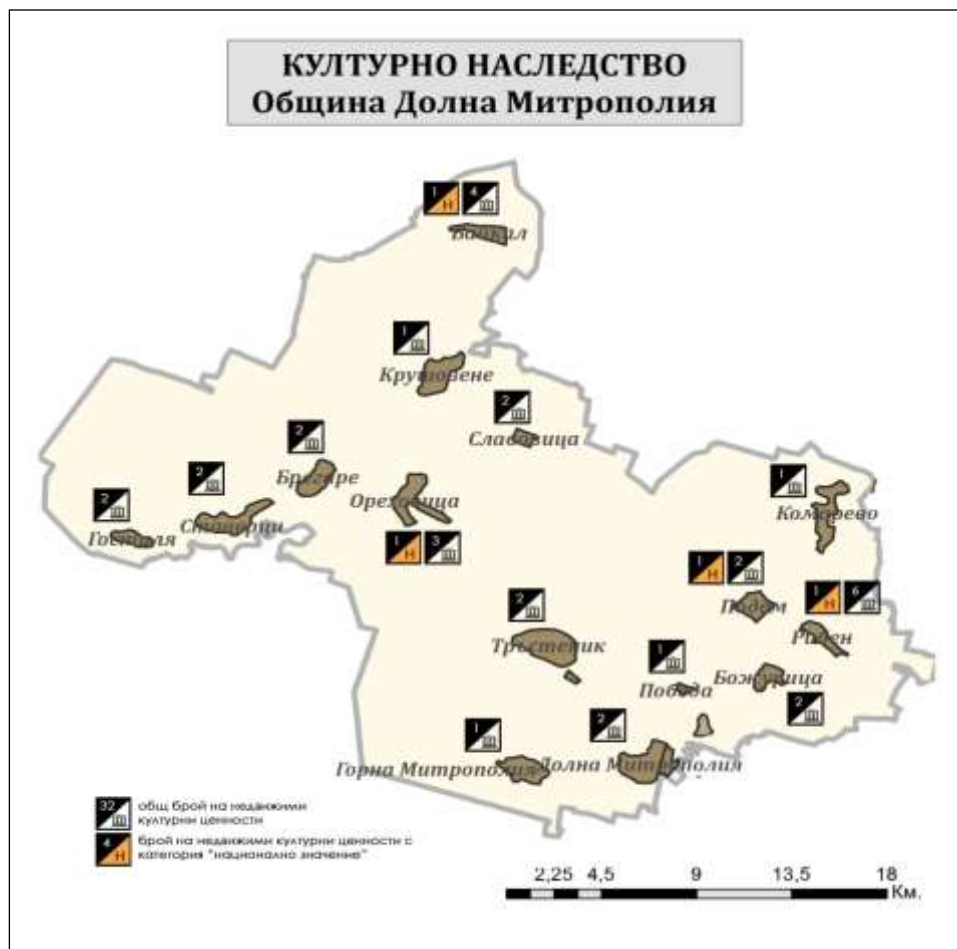 КУЛТУРНО НАСЛЕДСТВО
Община Долна Митрополия
1 Н 4
Байкал
1
Крушовене
2
Славовица
2
Брегаре
2
Ставерци
2
Гостиля
Ореховица
1 Н 3
1
Комарево
1 Н 2
Подем
1 Н 6
Рибен
2
Тръстеник
1
Победа
Божурица
2
1
Горна Митрополия
2
Долна Митрополия
32 общ брой на недвижими
културни ценности
4 Н брой на недвижими културни ценности с
категория "национално значение"
2,25 4,5 9 13,5 18
Км.